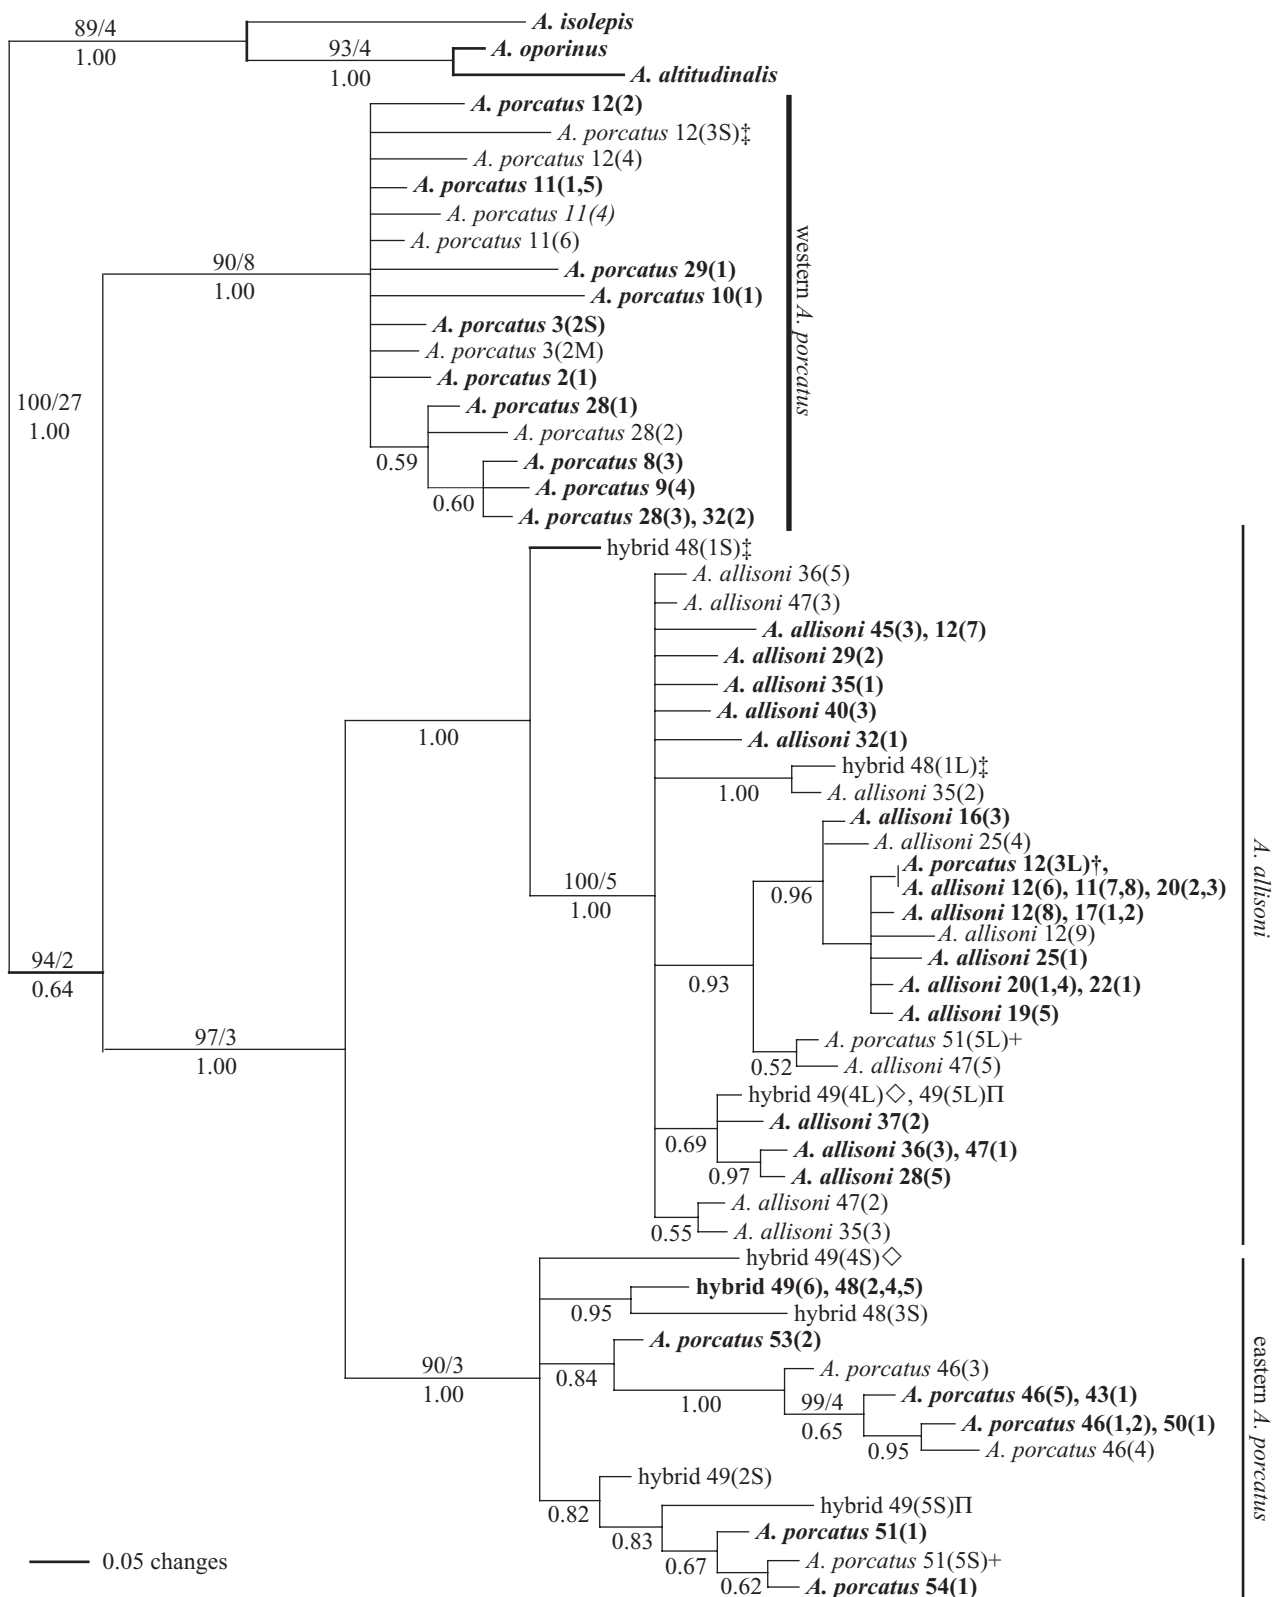 89/4
1.00
A. isolepis
93/4
1.00
A. oporinus
A. altitudinalis
A. porcatus 12(2)
A. porcatus 12(3S)‡
A. porcatus 12(4)
A. porcatus 11(1,5)
A. porcatus 11(4)
A. porcatus 11(6)
90/8
1.00
A. porcatus 29(1)
A. porcatus 10(1)
A. porcatus 3(2S)
A. porcatus 3(2M)
A. porcatus 2(1)
western A. porcatus
100/27
1.00
A. porcatus 28(1)
A. porcatus 28(2)
0.59
A. porcatus 8(3)
A. porcatus 9(4)
0.60
A. porcatus 28(3), 32(2)
hybrid 48(1S)‡
A. allisoni 36(5)
A. allisoni 47(3)
A. allisoni 45(3), 12(7)
A. allisoni 29(2)
A. allisoni 35(1)
A. allisoni 40(3)
1.00
A. allisoni 32(1)
hybrid 48(1L)‡
1.00
A. allisoni 35(2)
A. allisoni 16(3)
A. allisoni 25(4)
A. porcatus 12(3L)†,
A. allisoni 12(6), 11(7,8), 20(2,3)
100/5
1.00
0.96
A. allisoni 12(8), 17(1,2)
A. allisoni 12(9)
A. allisoni 25(1)
A. allisoni
94/2
0.64
0.93
A. allisoni 20(1,4), 22(1)
A. allisoni 19(5)
97/3
1.00
A. porcatus 51(5L)+
0.52
A. allisoni 47(5)
hybrid 49(4L)◇, 49(5L)Π
A. allisoni 37(2)
0.69
A. allisoni 36(3), 47(1)
0.97
A. allisoni 28(5)
A. allisoni 47(2)
0.55
A. allisoni 35(3)
hybrid 49(4S)◇
hybrid 49(6), 48(2,4,5)
0.95
hybrid 48(3S)
A. porcatus 53(2)
90/3
1.00
0.84
A. porcatus 46(3)
1.00
A. porcatus 46(5), 43(1)
99/4
0.65
A. porcatus 46(1,2), 50(1)
0.95
A. porcatus 46(4)
eastern A. porcatus
hybrid 49(2S)
0.82
hybrid 49(5S)Π
0.83
A. porcatus 51(1)
0.67
A. porcatus 51(5S)+
0.62
A. porcatus 54(1)
0.05 changes